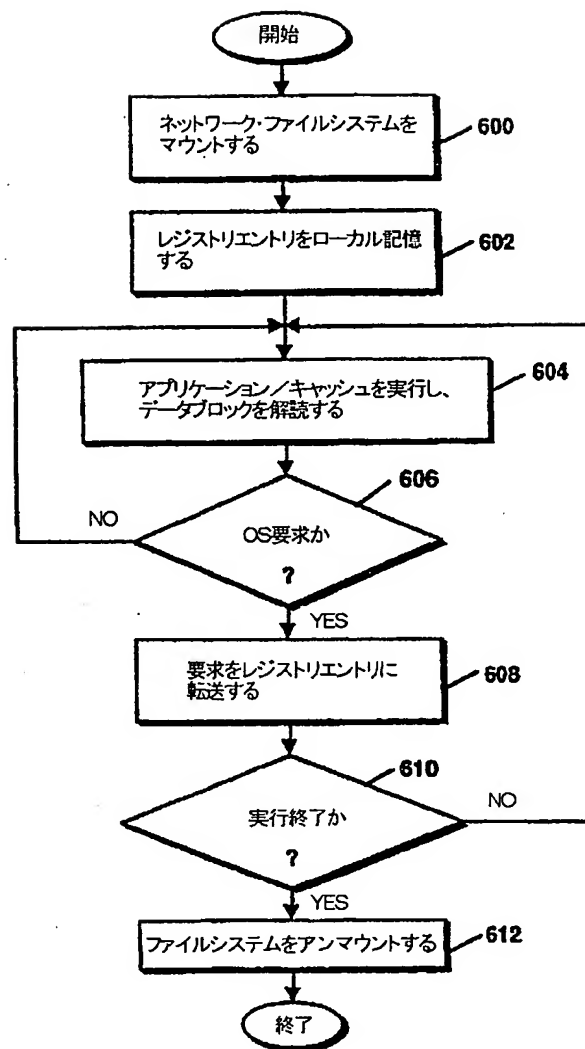 開始
ネットワーク・ファイルシステムを
マウントする
600
レジストリエントリをローカル記憶
する
602
アプリケーション/キャッシュを実行し、
データブロックを解読する
604
606
NO
OS要求か
?
YES
要求をレジストリエントリに
転送する
608
610
実行終了か
NO
?
YES
ファイルシステムをアンマウントする
612
終了